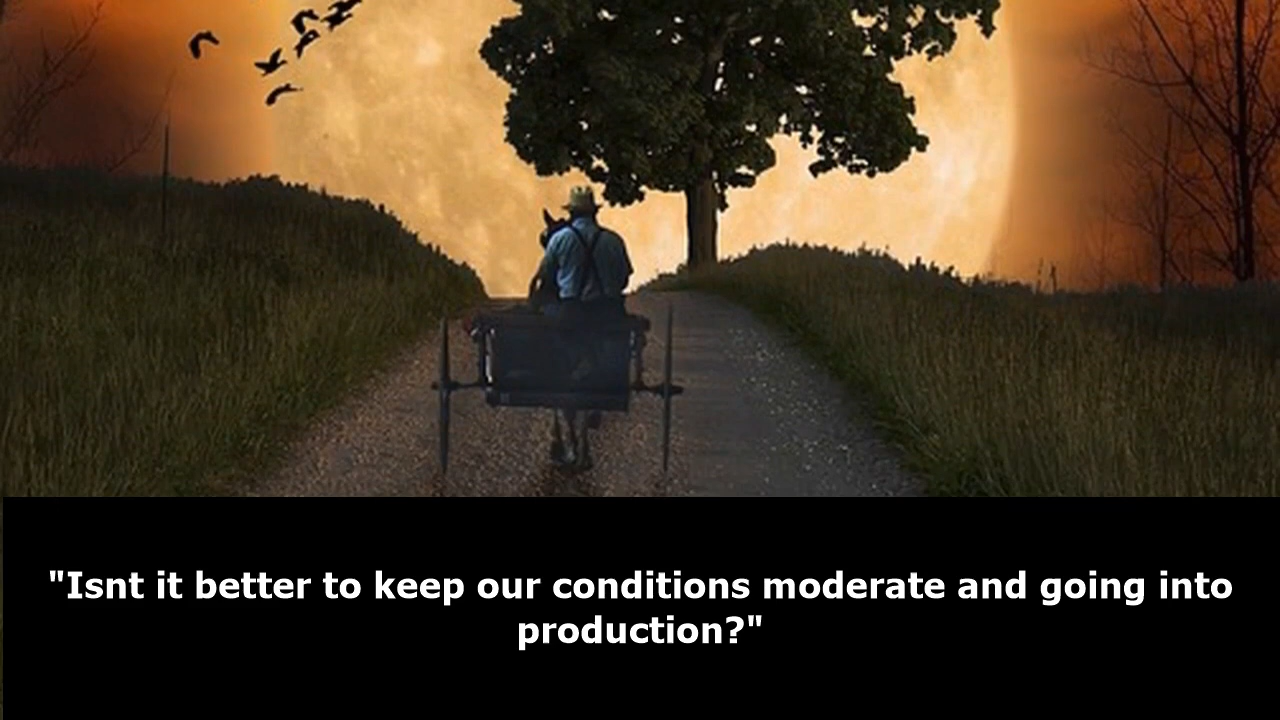 "Isnt it better to keep our conditions moderate and going into
production?"